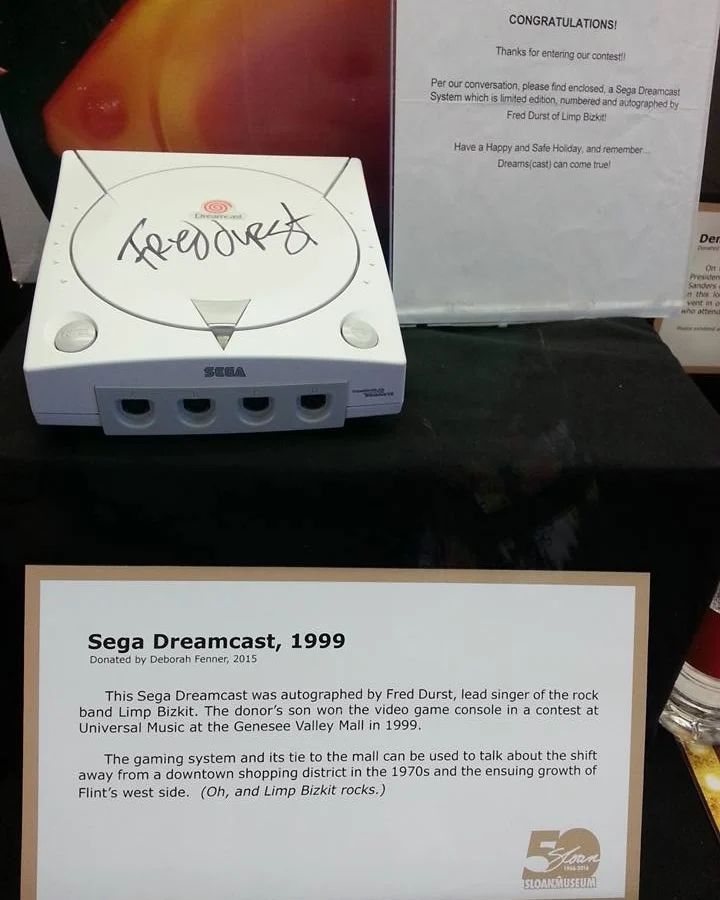 CONGRATULATIONS!
Thanks for entering our contest!!
Per our conversation, please find enclosed, a Sega Dreamcast
System which is limited edition, numbered and autographed by
Fred Durst of Limp Bizkit!
Have a Happy and Safe Holiday, and remember...
Dreams(cast) can come true!
Dreamcast
FRED DURST
SEGA
Der
On
Presiden
Sanders
n this lo
vent in o
who attend
Sega Dreamcast, 1999
Donated by Deborah Fenner, 2015
This Sega Dreamcast was autographed by Fred Durst, lead singer of the rock
band Limp Bizkit. The donor's son won the video game console in a contest at
Universal Music at the Genesee Valley Mall in 1999.
The gaming system and its tie to the mall can be used to talk about the shift
away from a downtown shopping district in the 1970s and the ensuing growth of
Flint's west side. (Oh, and Limp Bizkit rocks.)
50 Sloan
1966-2016
SLOAN MUSEUM